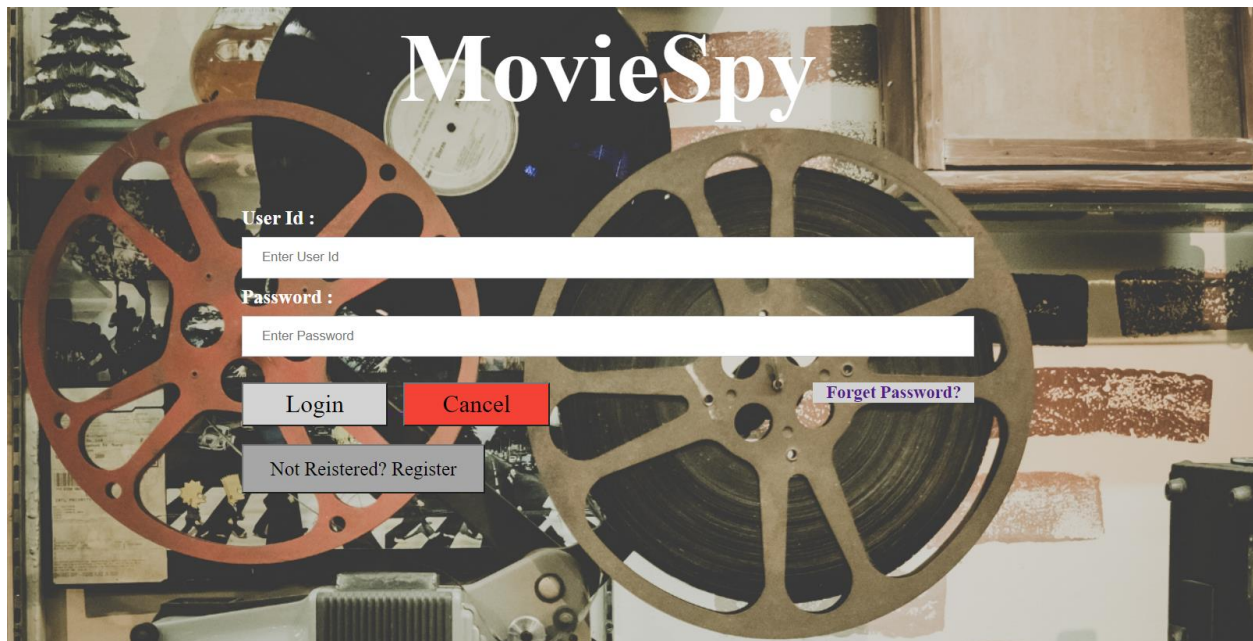 MovieSpy
User Id :
Enter User Id
Password :
Enter Password
Login Cancel Forget Password?
Not Reistered? Register